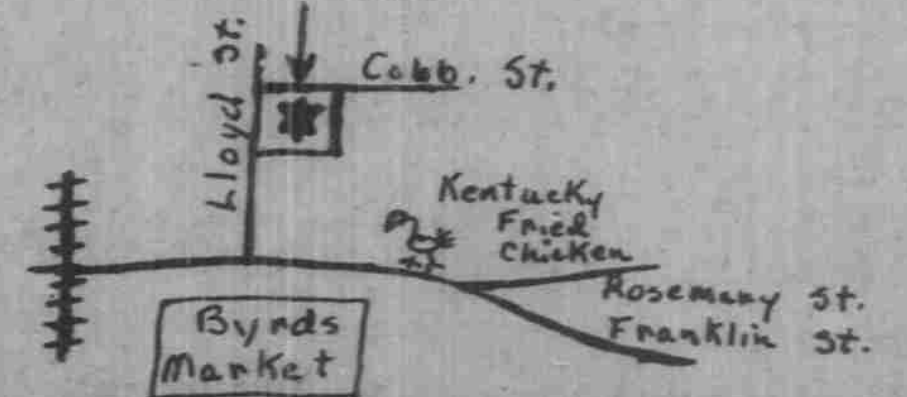 Lloyd St.
Cobb. St.
Kentucky
Fried
Chicken
Rosemary St.
Franklin St.
Byrds
Market